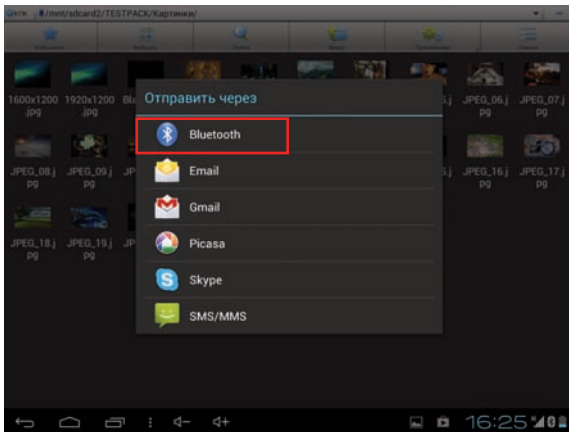 /mnt/sdcard2/TESTPACK/Картинки/
1600x1200
.jpg
1920x1200
.jpg
JPEG_06.j
pg
JPEG_07.j
pg
Отправить через
Bluetooth
Email
Gmail
Picasa
Skype
SMS/MMS
JPEG_08.j
pg
JPEG_09.j
pg
JPEG_16.j
pg
JPEG_17.j
pg
JPEG_18.j
pg
JPEG_19.j
pg
16:25